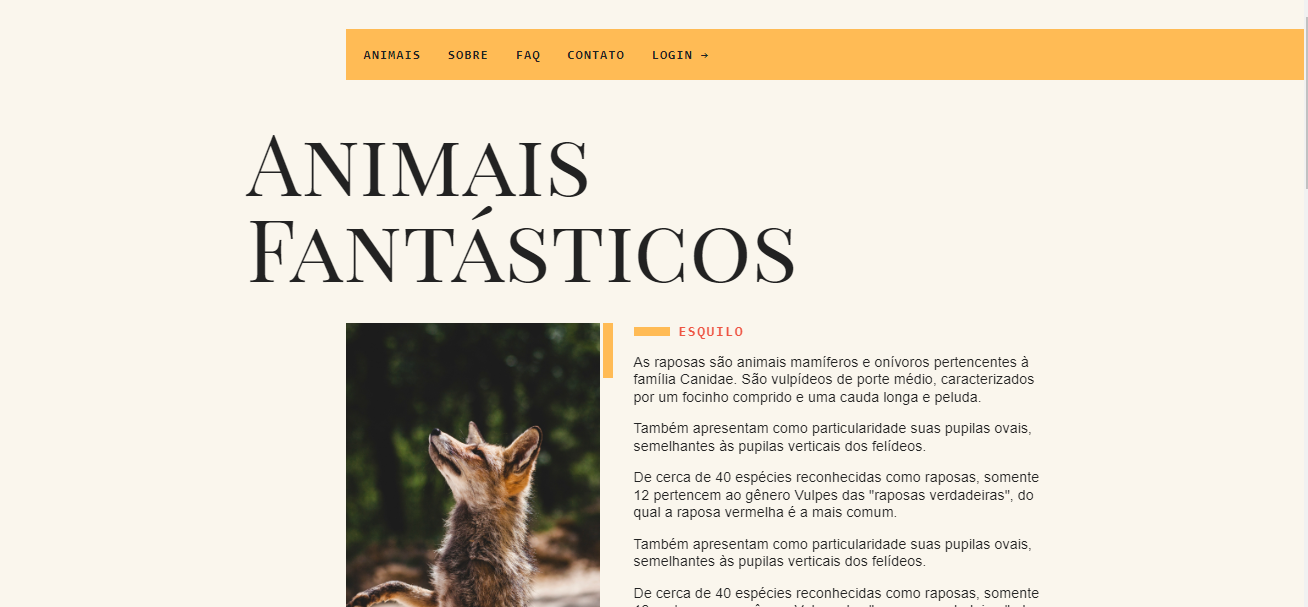 ANIMAIS SOBRE FAQ CONTATO LOGIN →
ANIMAIS
FANTÁSTICOS
ESQUILO
As raposas são animais mamíferos e onívoros pertencentes à
família Canidae. São vulpídeos de porte médio, caracterizados
por um focinho comprido e uma cauda longa e peluda.
Também apresentam como particularidade suas pupilas ovais,
semelhantes às pupilas verticais dos felídeos.
De cerca de 40 espécies reconhecidas como raposas, somente
12 pertencem ao gênero Vulpes das "raposas verdadeiras", do
qual a raposa vermelha é a mais comum.
Também apresentam como particularidade suas pupilas ovais,
semelhantes às pupilas verticais dos felídeos.
De cerca de 40 espécies reconhecidas como raposas, somente